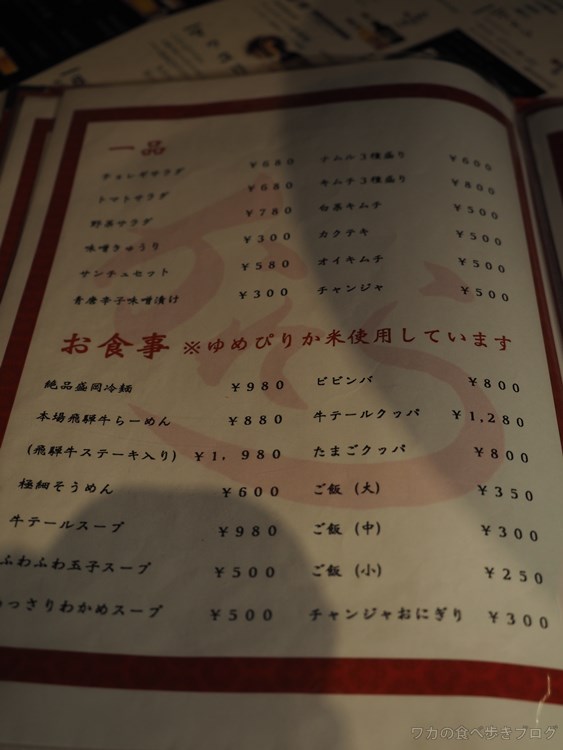 一品
チョレギサラダ ¥680
トマトサラダ ¥680
野菜サラダ ¥780
味噌きゅうり ¥300
サンチュセット ¥580
青唐辛子味噌漬け ¥300
ナムル3種盛り ¥600
キムチ3種盛り ¥800
白菜キムチ ¥500
カクテキ ¥500
オイキムチ ¥500
チャンジャ ¥500
お食事 ※ゆめぴりか米使用しています
絶品盛岡冷麺 ¥980
本場飛騨牛らーめん ¥880
(飛騨牛ステーキ入り) ¥1,980
極細そうめん ¥600
牛テールスープ ¥980
ふわふわ玉子スープ ¥500
あっさりわかめスープ ¥500
ビビンバ ¥800
牛テールクッパ ¥1,280
たまごクッパ ¥800
ご飯(大) ¥350
ご飯(中) ¥300
ご飯(小) ¥250
チャンジャおにぎり ¥300
ワカの食べ歩きブログ